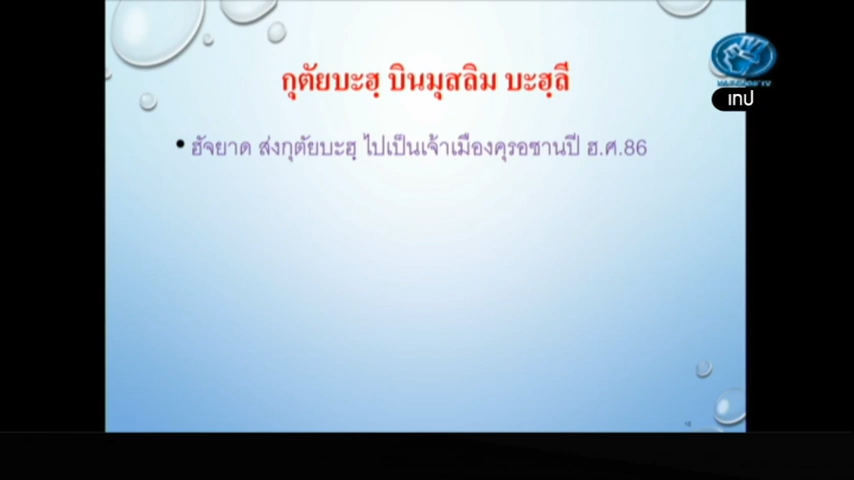 กุตัยบะฮฺ บินมุสลิม บะฮฺลี
• ฮัจยาด ส่งกุตัยบะฮฺ ไปเป็นเจ้าเมืองคุรอซานปี ฮ.ศ.86
เทป